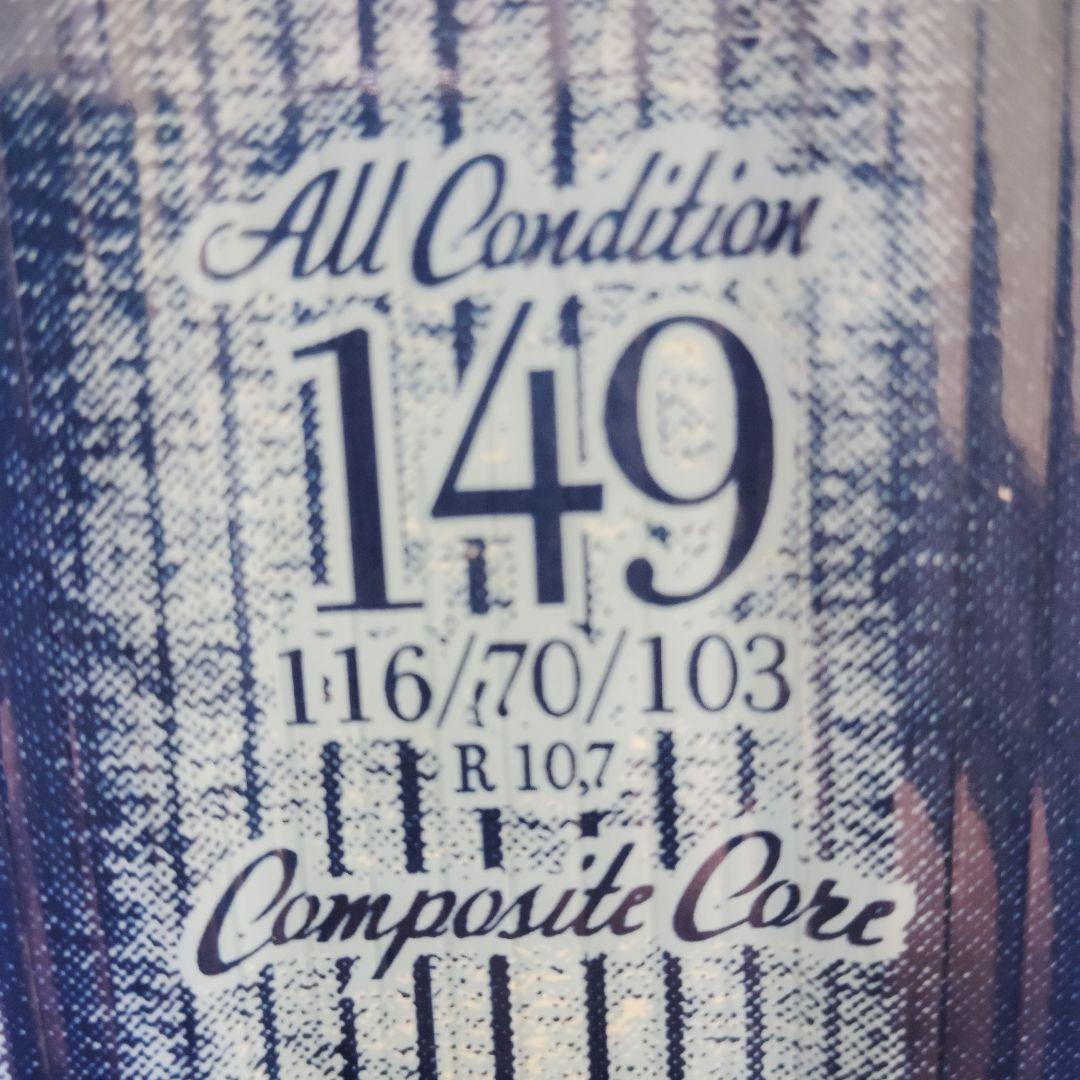 All Condition
149
116/70/103
R 10,7
Composite Core